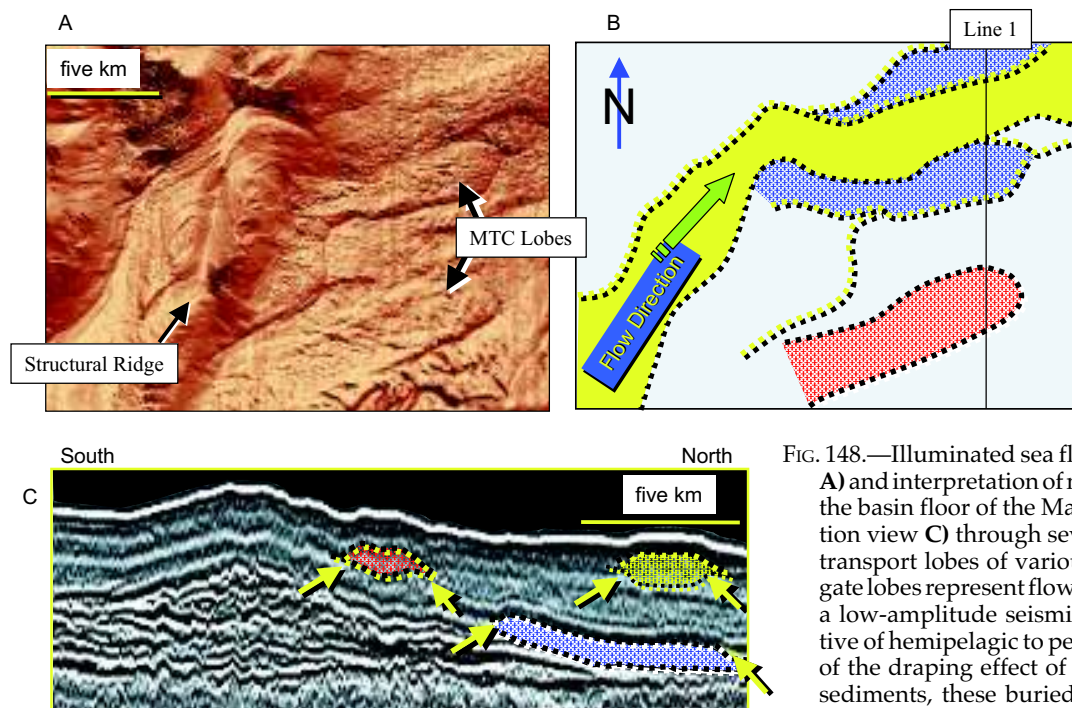 A
five km
MTC Lobes
Structural Ridge
B
Line 1
N
Flow Direction
South
North
C
five km
FIG. 148.—Illuminated sea fl
A) and interpretation of
the basin floor of the Ma
tion view C) through sev
transport lobes of variou
gate lobes represent flow
a low-amplitude seismi
tive of hemipelagic to pe
of the draping effect of
sediments, these buried